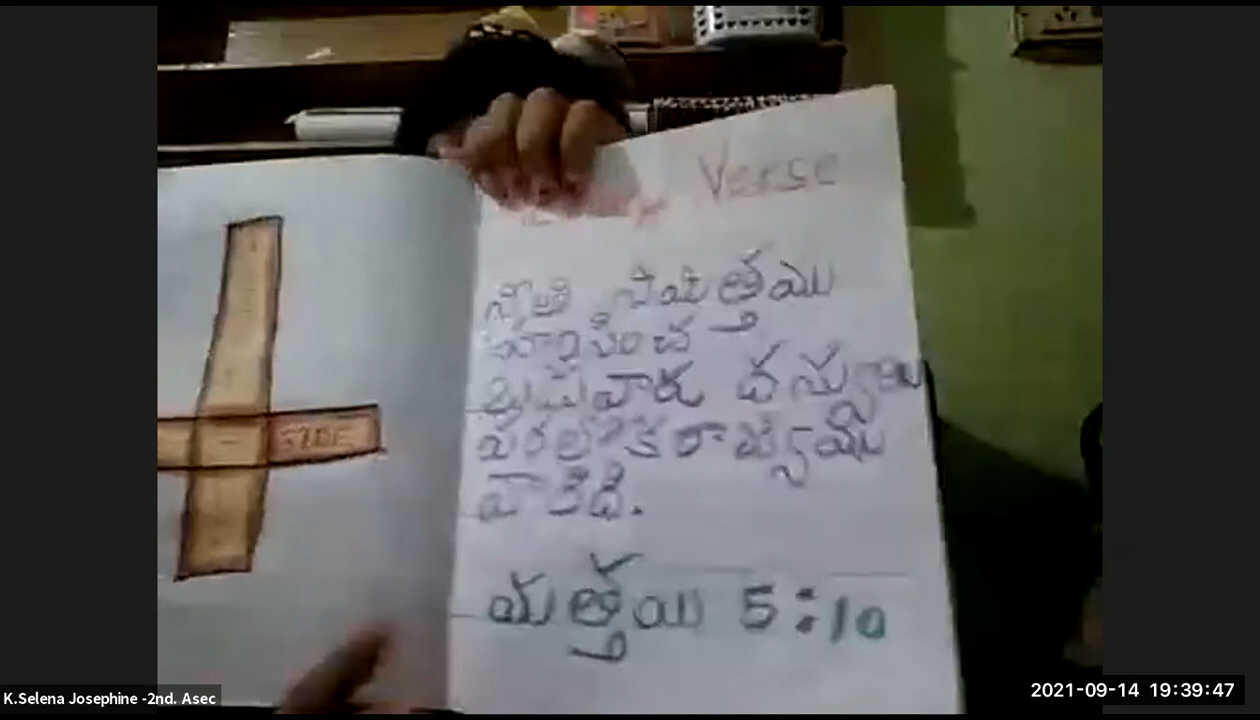 SIDE
Verse
నీతి నిమిత్తము
హింసించ
బడువారు ధన్యులు
పరలోకరాజ్యము
వారిది.
మత్తయి 5:10
K.Selena Josephine -2nd. Asec
2021-09-14 19:39:47